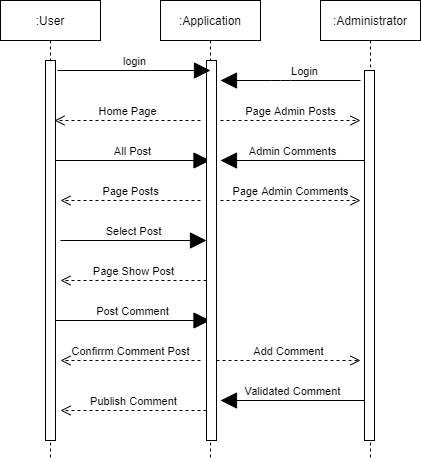 :User
:Application
:Administrator
login
Login
Home Page
Page Admin Posts
All Post
Admin Comments
Page Posts
Page Admin Comments
Select Post
Page Show Post
Post Comment
Confirrm Comment Post
Add Comment
Validated Comment
Publish Comment